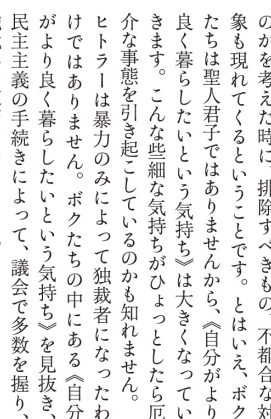 のかを考えた時に、排除すべきもの、不都合な
象も現れてくるということです。とはいえ、ボク
たちは聖人君子ではありませんから、《自分がより
良く暮らしたいという気持ち》は大きくなってい
きます。こんな些細な気持ちがひょっとしたら厄
介な事態を引き起こしているのかも知れません。
ヒトラーは暴力のみによって独裁者になったわ
けではありません。ボクたちの中にある《自分
がより良く暮らしたいという気持ち》を見抜き、
民主主義の手続きによって、議会で多数を握り、